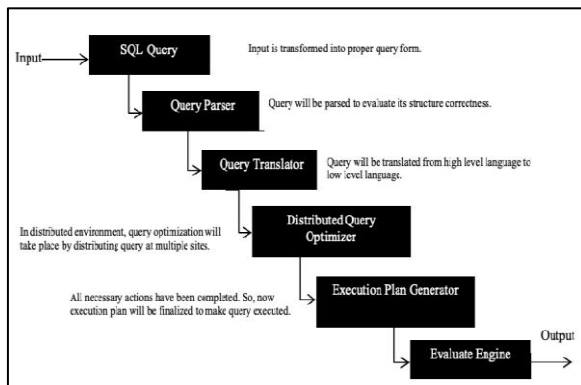 SQL Query
Input is transformed into proper query form.
Input
Query Parser
Query will be parsed to evaluate its structure correctness.
Query Translator
Query will be translated from high level language to
low level language.
Distributed Query
Optimizer
In distributed environment, query optimization will
take place by distributing query at multiple sites.
Execution Plan Generator
All necessary actions have been completed. So, now
execution plan will be finalized to make query executed.
Output
Evaluate Engine